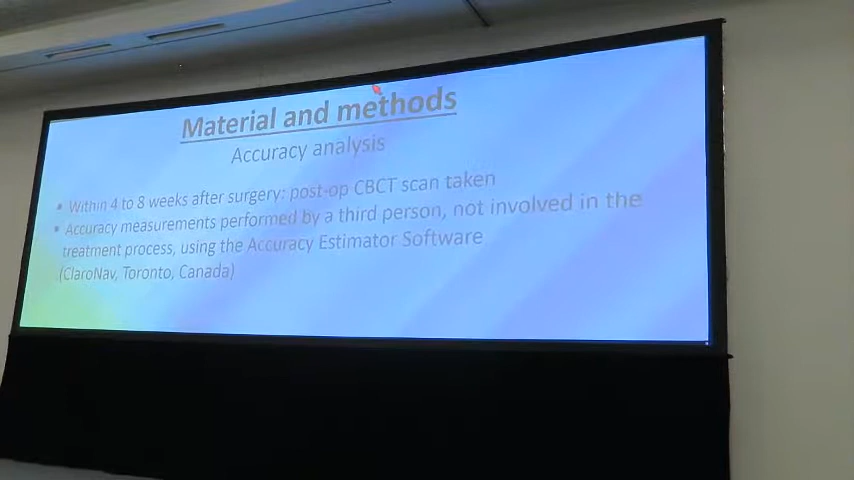 Material and methods
Accuracy analysis
• Within 4 to 8 weeks after surgery: post-op CBCT scan taken
• Accuracy measurements performed by a third person, not involved in the
treatment process, using the Accuracy Estimator Software
(ClaroNav, Toronto, Canada)